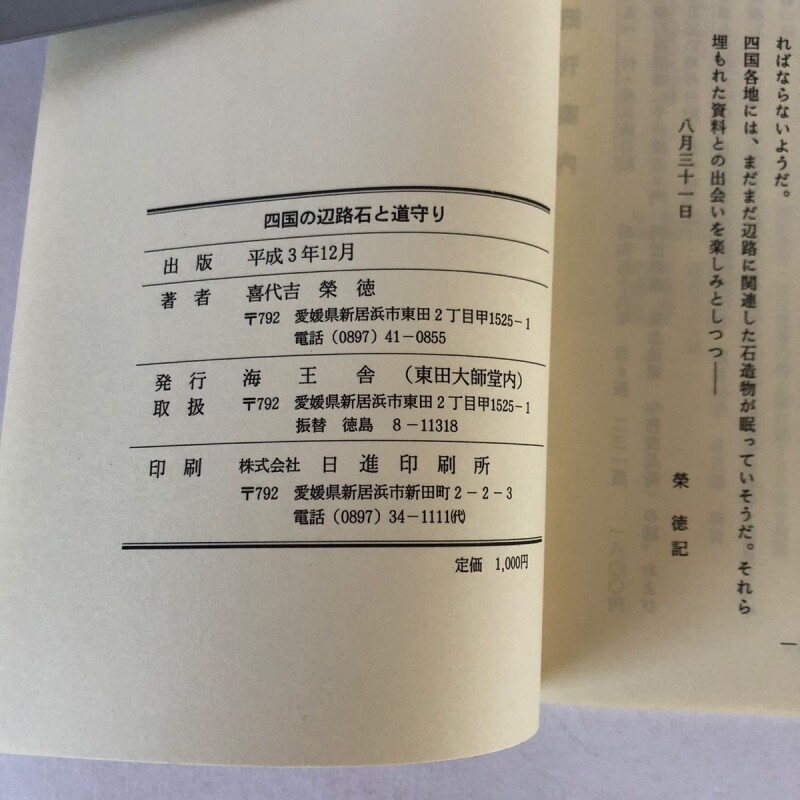 四国の辺路石と道守り
出版 平成3年12月
著者 喜代吉 榮徳
〒792 愛媛県新居浜市東田2丁目甲1525-1
電話(0897)41-0855
発行 海王舎(東田大師堂内)
取扱 〒792 愛媛県新居浜市東田2丁目甲1525-1
振替 徳島 8-11318
印刷 株式会社 日進印刷所
〒792 愛媛県新居浜市新田町2-2-3
電話(0897)34-1111㈹
定価 1,000円
ればならないようだ。
四国各地には、まだまだ辺路に関連した石造物が眠っていそうだ。それら
埋もれた資料との出会いを楽しみとしつつ――
八月三十一日
榮徳記